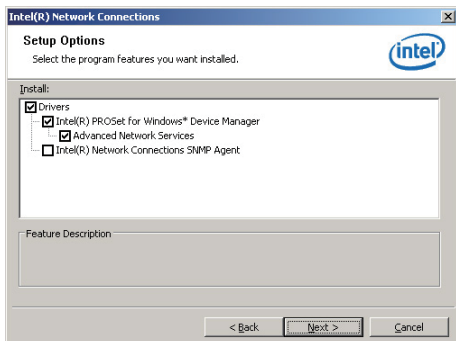 Intel(R) Network Connections
Setup Options
Select the program features you want installed.
intel
Install:
Drivers
Intel(R) PROSet for Windows* Device Manager
Advanced Network Services
Intel(R) Network Connections SNMP Agent
Feature Description
< Back
Next >
Cancel